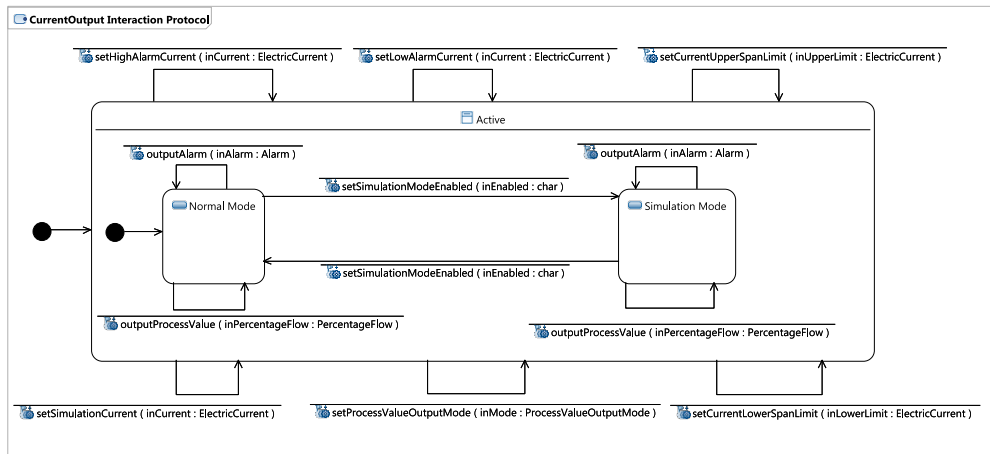 CurrentOutput Interaction Protocol
setHighAlarmCurrent ( inCurrent : ElectricCurrent )
setLowAlarmCurrent ( inCurrent : ElectricCurrent )
setCurrentUpperSpanLimit ( inUpperLimit : ElectricCurrent )
Active
outputAlarm ( inAlarm : Alarm )
outputAlarm ( inAlarm : Alarm )
setSimulationModeEnabled ( inEnabled : char )
Normal Mode
Simulation Mode
setSimulationModeEnabled ( inEnabled : char )
outputProcessValue ( inPercentageFlow : PercentageFlow )
outputProcessValue ( inPercentageFlow : PercentageFlow )
setSimulationCurrent ( inCurrent : ElectricCurrent )
setProcessValueOutputMode ( inMode : ProcessValueOutputMode )
setCurrentLowerSpanLimit ( inLowerLimit : ElectricCurrent )